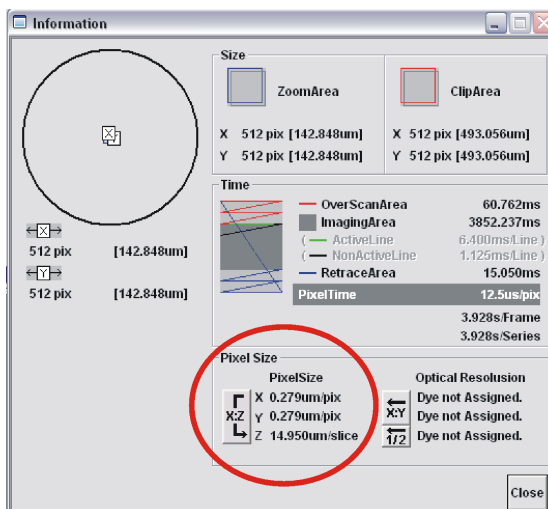 Information
Size
ZoomArea
X 512 pix [142.848um]
Y 512 pix [142.848um]
ClipArea
X 512 pix [493.056um]
Y 512 pix [493.056um]
X
X
512 pix [142.848um]
Y
512 pix [142.848um]
Time
OverScanArea 60.762ms
ImagingArea 3852.237ms
( ActiveLine 6.400ms/Line )
( NonActiveLine 1.125ms/Line )
RetraceArea 15.050ms
PixelTime 12.5us/pix
3.928s/Frame
3.928s/Series
Pixel Size
PixelSize
X:Z
X 0.279um/pix
Y 0.279um/pix
Z 14.950um/slice
Optical Resolusion
X:Y
Dye not Assigned.
Dye not Assigned.
1/2
Dye not Assigned.
Close